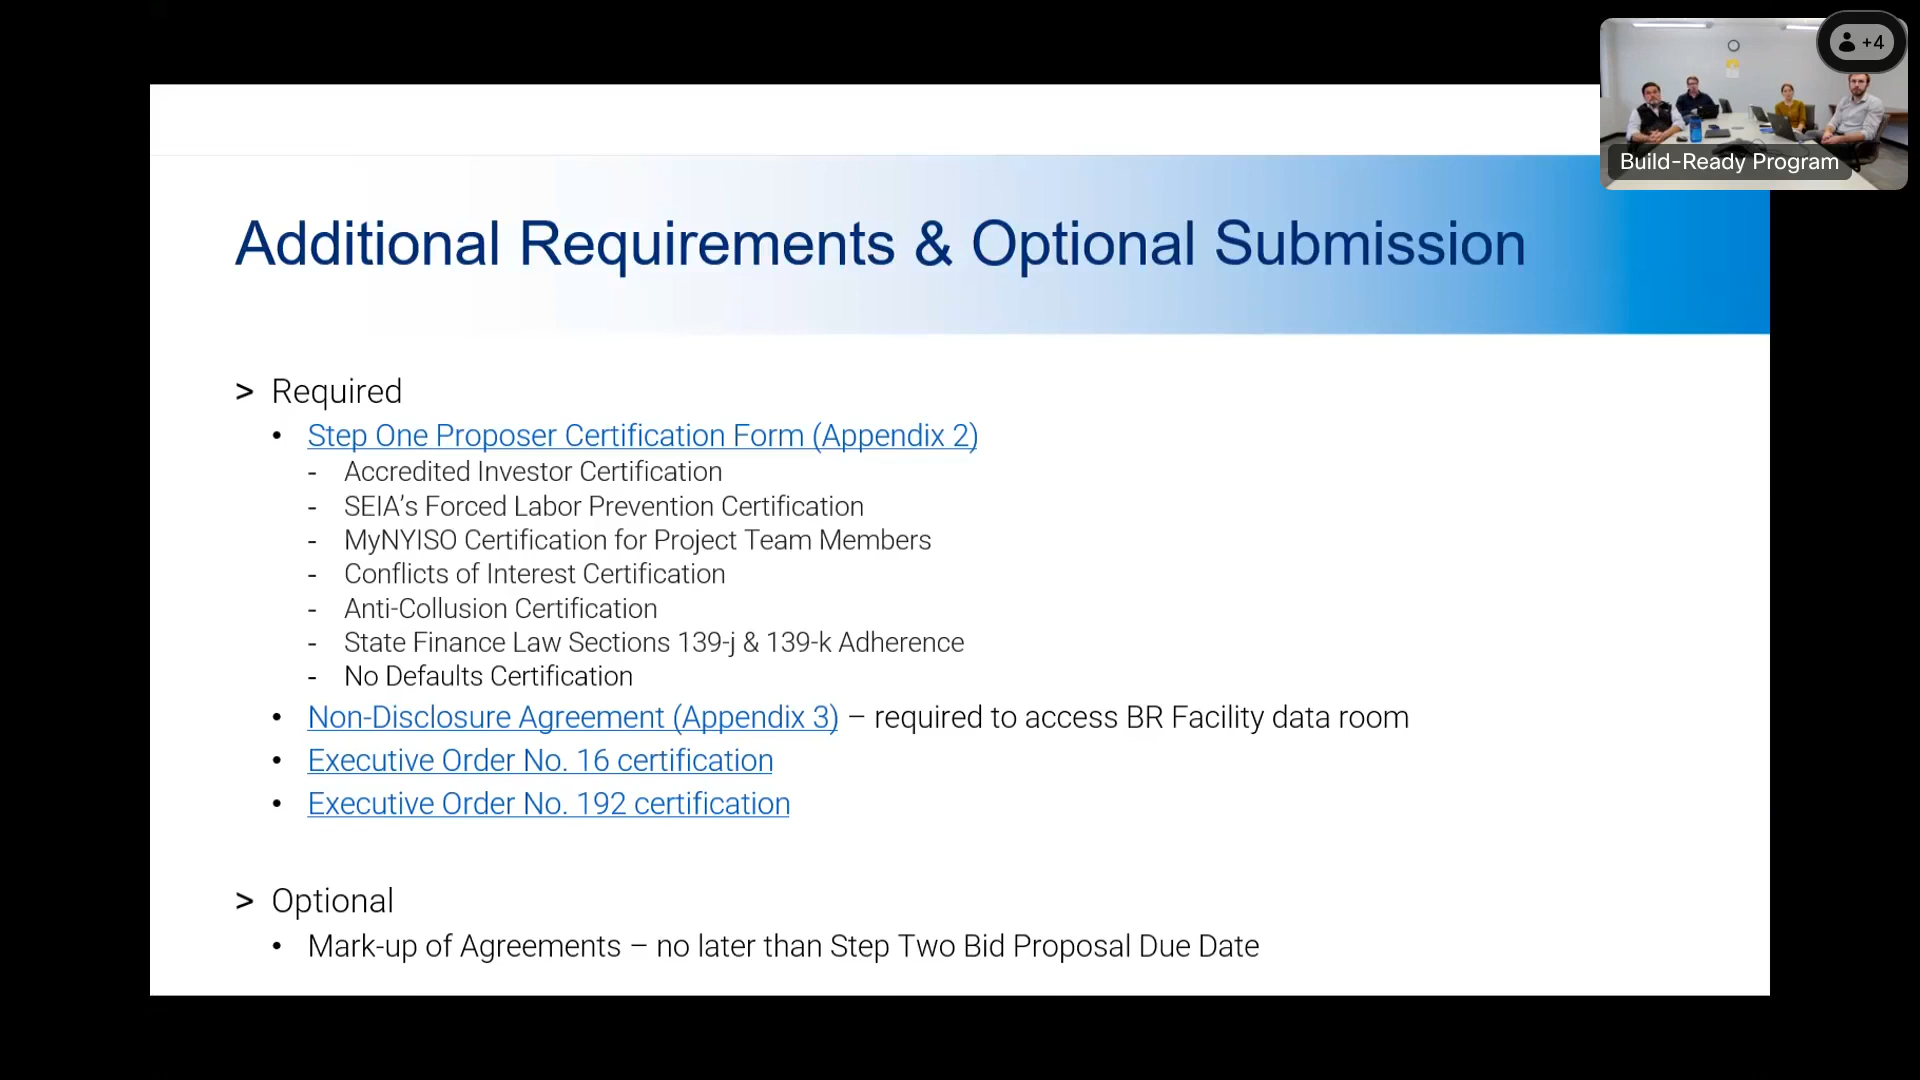 +4
Build-Ready Program
Additional Requirements & Optional Submission
> Required
• Step One Proposer Certification Form (Appendix 2)
- Accredited Investor Certification
- SEIA’s Forced Labor Prevention Certification
- MyNYISO Certification for Project Team Members
- Conflicts of Interest Certification
- Anti-Collusion Certification
- State Finance Law Sections 139-j & 139-k Adherence
- No Defaults Certification
• Non-Disclosure Agreement (Appendix 3) – required to access BR Facility data room
• Executive Order No. 16 certification
• Executive Order No. 192 certification
> Optional
• Mark-up of Agreements – no later than Step Two Bid Proposal Due Date